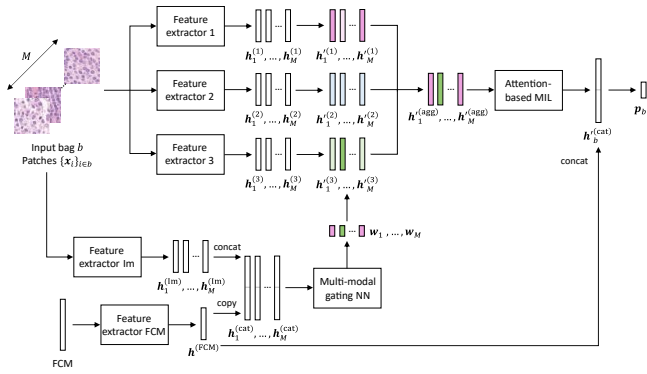 M
Input bag b
Patches {x_i}_{i∈b}
Feature
extractor 1
h_1^{(1)}, …, h_M^{(1)}
h'_1^{(1)}, …, h'_M^{(1)}
Feature
extractor 2
h_1^{(2)}, …, h_M^{(2)}
h'_1^{(2)}, …, h'_M^{(2)}
Feature
extractor 3
h_1^{(3)}, …, h_M^{(3)}
h'_1^{(3)}, …, h'_M^{(3)}
h'_1^{(agg)}, …, h'_M^{(agg)}
Attention-
based MIL
h'_b^{(cat)}
concat
p_b
w_1, …, w_M
Feature
extractor Im
h_1^{(Im)}, …, h_M^{(Im)}
concat
copy
h_1^{(cat)}, …, h_M^{(cat)}
Multi-modal
gating NN
FCM
Feature
extractor FCM
h^{(FCM)}